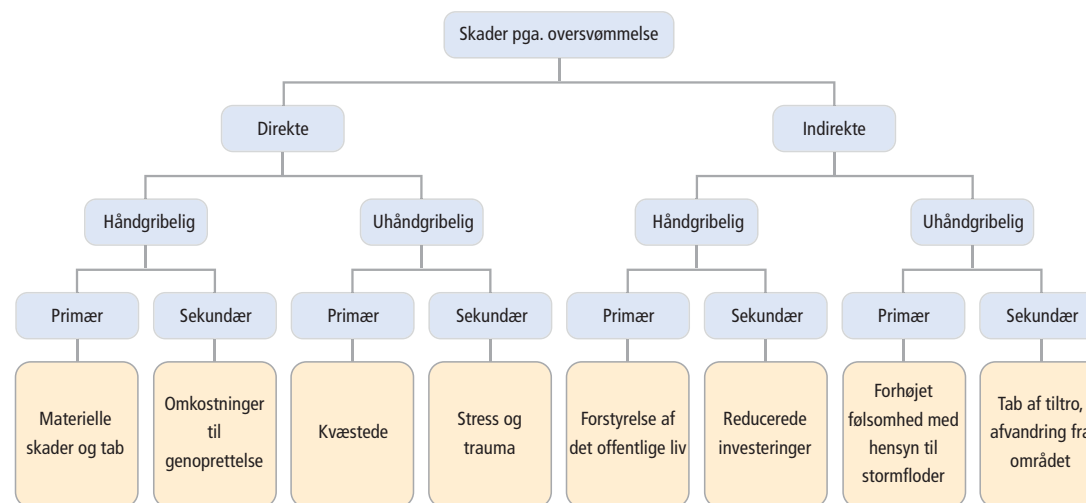 Skader pga. oversvømmelse
Direkte
Indirekte
Håndgribelig
Uhåndgribelig
Håndgribelig
Uhåndgribelig
Primær
Sekundær
Primær
Sekundær
Primær
Sekundær
Primær
Sekundær
Materielle
skader og tab
Omkostninger
til
genoprettelse
Kvæstede
Stress og
trauma
Forstyrelse af
det offentlige liv
Reducerede
investeringer
Forhøjet
følsomhed med
hensyn til
stormfloder
Tab af tiltro,
afvandring fra
området